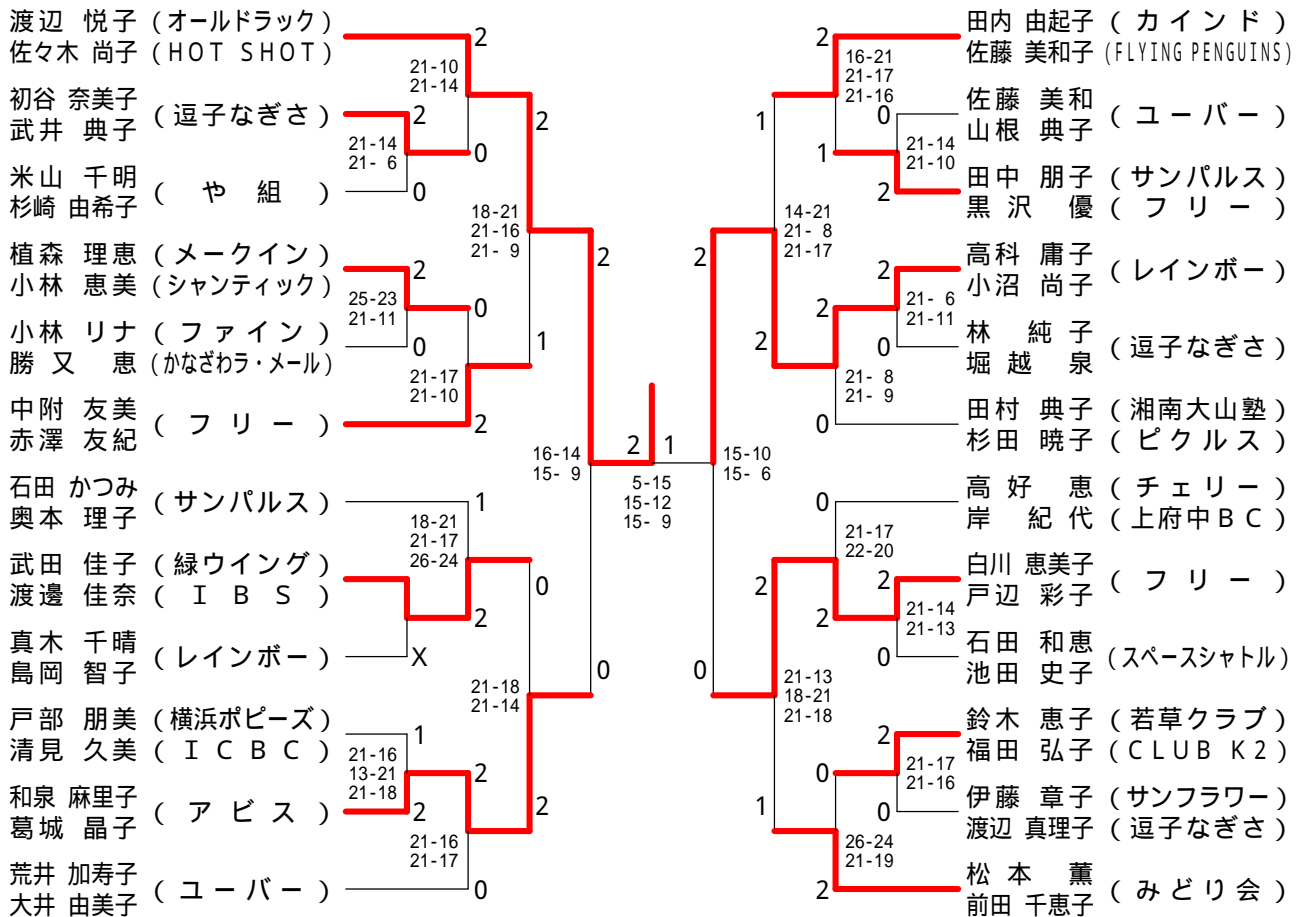 渡辺 悦子 (オールドラック)
佐々木 尚子 (HOT SHOT)
2
21-10
21-14
初谷 奈美子
武井 典子
(逗子なぎさ)
2
21-14
21- 6
0
米山 千明
杉崎 由希子
(や組)
0
2
18-21
21-16
21- 9
植森 理恵 (メークイン)
小林 恵美 (シャンティック)
2
25-23
21-11
0
小林 リナ (ファイン)
勝又 恵 (かなざわラ・メール)
0
21-17
21-10
1
中附 友美
赤澤 友紀
(フリー)
2
2
16-14
15- 9
石田 かつみ
奥本 理子
(サンパルス)
1
18-21
21-17
26-24
武田 佳子 (緑ウイング)
渡邊 佳奈 (IBS)
2
0
真木 千晴
島岡 智子
(レインボー)
X
21-18
21-14
0
戸部 朋美 (横浜ポピーズ)
清見 久美 (ICBC)
1
21-16
13-21
21-18
2
和泉 麻里子
葛城 晶子
(アビス)
2
21-16
21-17
2
荒井 加寿子
大井 由美子
(ユーバー)
0
2 1
5-15
15-12
15- 9
田内 由起子 (カインド)
佐藤 美和子 (FLYING PENGUINS)
2
16-21
21-17
21-16
佐藤 美和
山根 典子
(ユーバー)
0
21-14
21-10
1
1
田中 朋子 (サンパルス)
黒沢 優 (フリー)
2
14-21
21- 8
21-17
2
高科 庸子
小沼 尚子
(レインボー)
2
21- 6
21-11
2
林 純子
堀越 泉
(逗子なぎさ)
0
2
21- 8
21- 9
田村 典子 (湘南大山塾)
杉田 暁子 (ピクルス)
0
15-10
15- 6
高好 恵 (チェリー)
岸 紀代 (上府中BC)
0
21-17
22-20
白川 恵美子
戸辺 彩子
(フリー)
2
21-14
21-13
2
2
石田 和恵
池田 史子
(スペースシャトル)
0
0
21-13
18-21
21-18
鈴木 恵子 (若草クラブ)
福田 弘子 (CLUB K2)
2
21-17
21-16
0
伊藤 章子 (サンフラワー)
渡辺 真理子 (逗子なぎさ)
0
1
26-24
21-19
松本 薫
前田 千恵子
(みどり会)
2